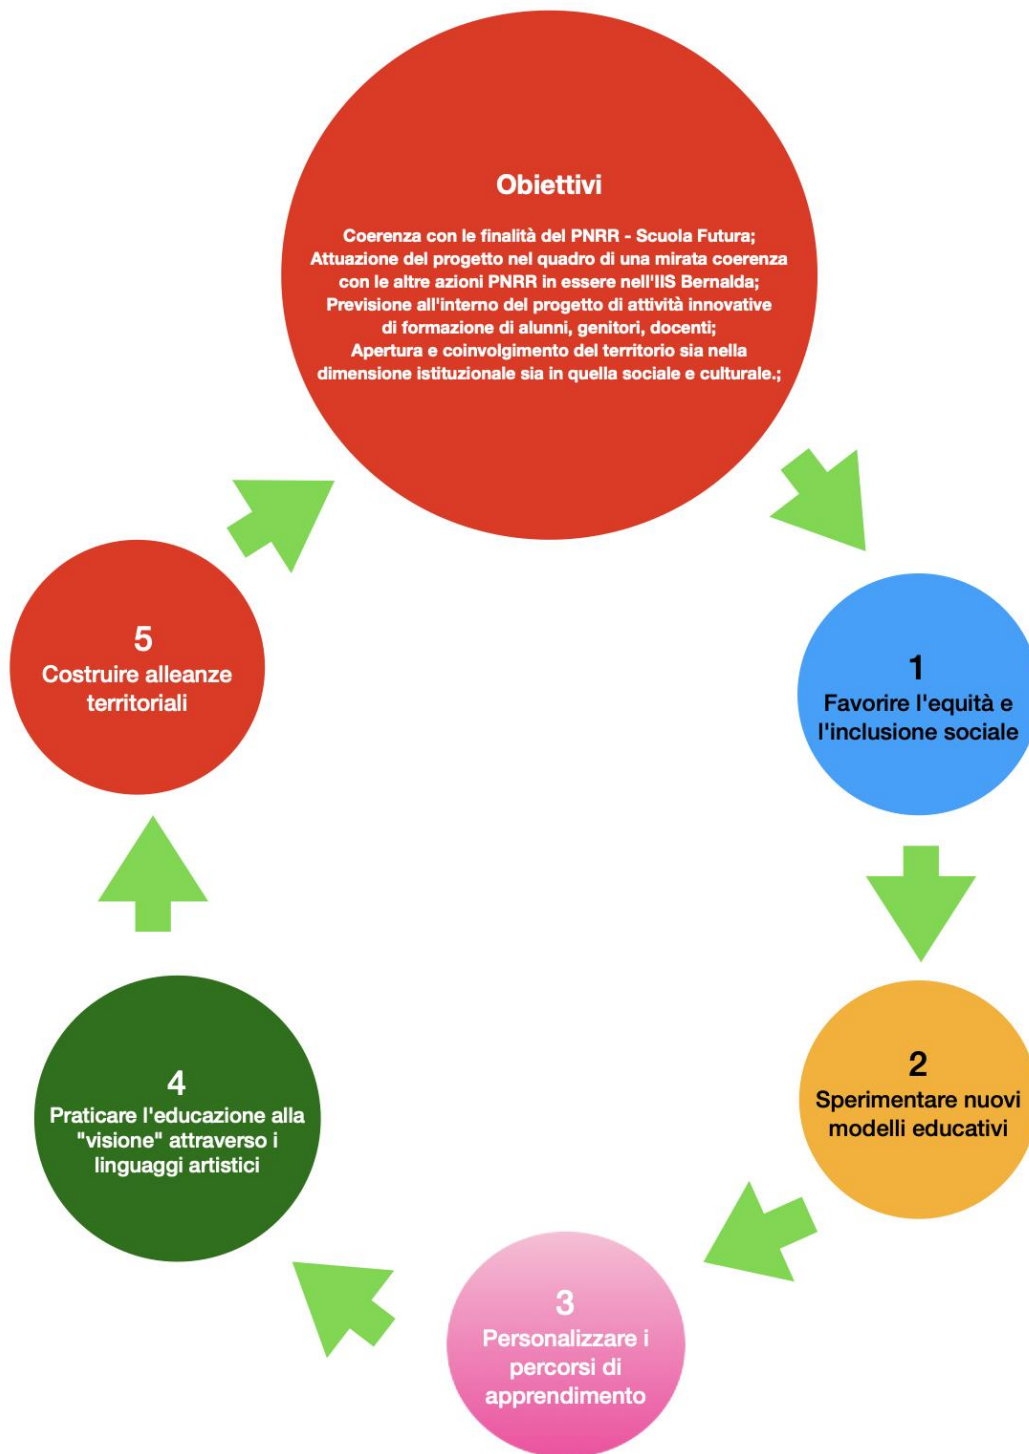 Obiettivi
Coerenza con le finalità del PNRR - Scuola Futura;
Attuazione del progetto nel quadro di una mirata coerenza
con le altre azioni PNRR in essere nell'IIS Bernalda;
Previsione all'interno del progetto di attività innovative
di formazione di alunni, genitori, docenti;
Apertura e coinvolgimento del territorio sia nella
dimensione istituzionale sia in quella sociale e culturale.;
1
Favorire l'equità e
l'inclusione sociale
2
Sperimentare nuovi
modelli educativi
3
Personalizzare i
percorsi di
apprendimento
4
Praticare l'educazione alla
"visione" attraverso i
linguaggi artistici
5
Costruire alleanze
territoriali